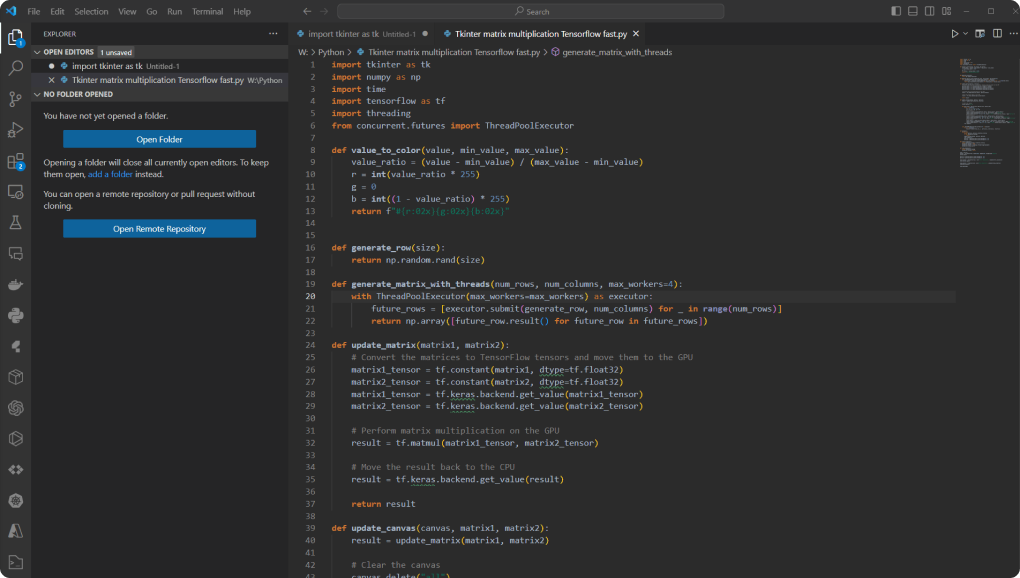 File Edit Selection View Go Run Terminal Help
Search
EXPLORER
OPEN EDITORS 1 unsaved
import tkinter as tk Untitled-1
Tkinter matrix multiplication Tensorflow fast.py W:\Python
NO FOLDER OPENED
You have not yet opened a folder.
Open Folder
Opening a folder will close all currently open editors. To keep
them open, add a folder instead.
You can open a remote repository or pull request without
cloning.
Open Remote Repository
1
2
import tkinter as tk Untitled-1
Tkinter matrix multiplication Tensorflow fast.py
W: > Python > Tkinter matrix multiplication Tensorflow fast.py > generate_matrix_with_threads
1 import tkinter as tk
2 import numpy as np
3 import time
4 import tensorflow as tf
5 import threading
6 from concurrent.futures import ThreadPoolExecutor
7
8 def value_to_color(value, min_value, max_value):
9 value_ratio = (value - min_value) / (max_value - min_value)
10 r = int(value_ratio * 255)
11 g = 0
12 b = int((1 - value_ratio) * 255)
13 return f"#{r:02x}{g:02x}{b:02x}"
14
15
16 def generate_row(size):
17 return np.random.rand(size)
18
19 def generate_matrix_with_threads(num_rows, num_columns, max_workers=4):
20 with ThreadPoolExecutor(max_workers=max_workers) as executor:
21 future_rows = [executor.submit(generate_row, num_columns) for _ in range(num_rows)]
22 return np.array([future_row.result() for future_row in future_rows])
23
24 def update_matrix(matrix1, matrix2):
25 # Convert the matrices to TensorFlow tensors and move them to the GPU
26 matrix1_tensor = tf.constant(matrix1, dtype=tf.float32)
27 matrix2_tensor = tf.constant(matrix2, dtype=tf.float32)
28 matrix1_tensor = tf.keras.backend.get_value(matrix1_tensor)
29 matrix2_tensor = tf.keras.backend.get_value(matrix2_tensor)
30
31 # Perform matrix multiplication on the GPU
32 result = tf.matmul(matrix1_tensor, matrix2_tensor)
33
34 # Move the result back to the CPU
35 result = tf.keras.backend.get_value(result)
36
37 return result
38
39 def update_canvas(canvas, matrix1, matrix2):
40 result = update_matrix(matrix1, matrix2)
41
42 # Clear the canvas
43 canvas.delete("all")